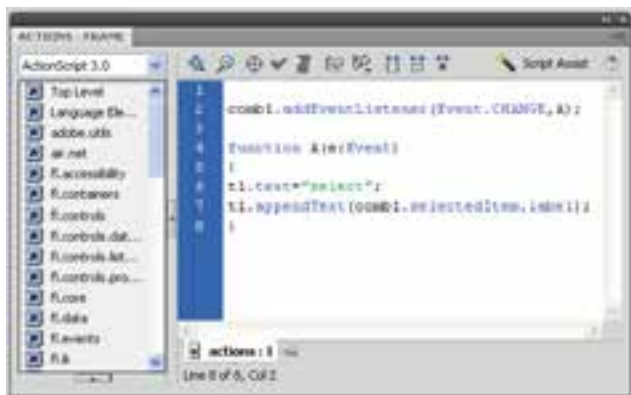 ACTIONS - FRAME
ActionScript 3.0
Script Assist
Top Level
Language Ele...
adobe.utils
air.net
fl.accessibility
fl.containers
fl.controls
fl.controls.dat...
fl.controls.list...
fl.controls.pro...
fl.core
fl.data
fl.events
fl.ik
1
2 comb1.addEventListener(Event.CHANGE,A);
3
4 function A(e:Event)
5 {
6 t1.text="select";
7 t1.appendText(comb1.selectedItem.label);
8 }
actions : 1
Line 8 of 8, Col 2